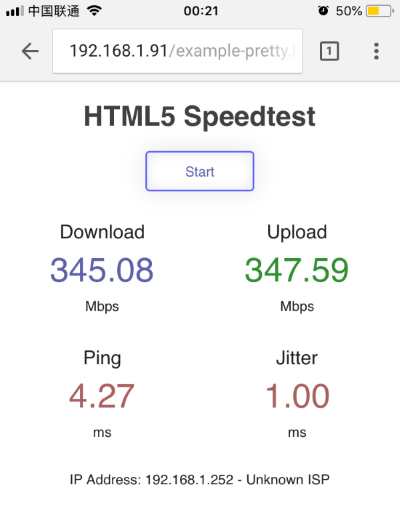 中国联通 00:21 50%
192.168.1.91/example-pretty.
1
HTML5 Speedtest
Start
Download Upload
345.08 347.59
Mbps Mbps
Ping Jitter
4.27 1.00
ms ms
IP Address: 192.168.1.252 - Unknown ISP